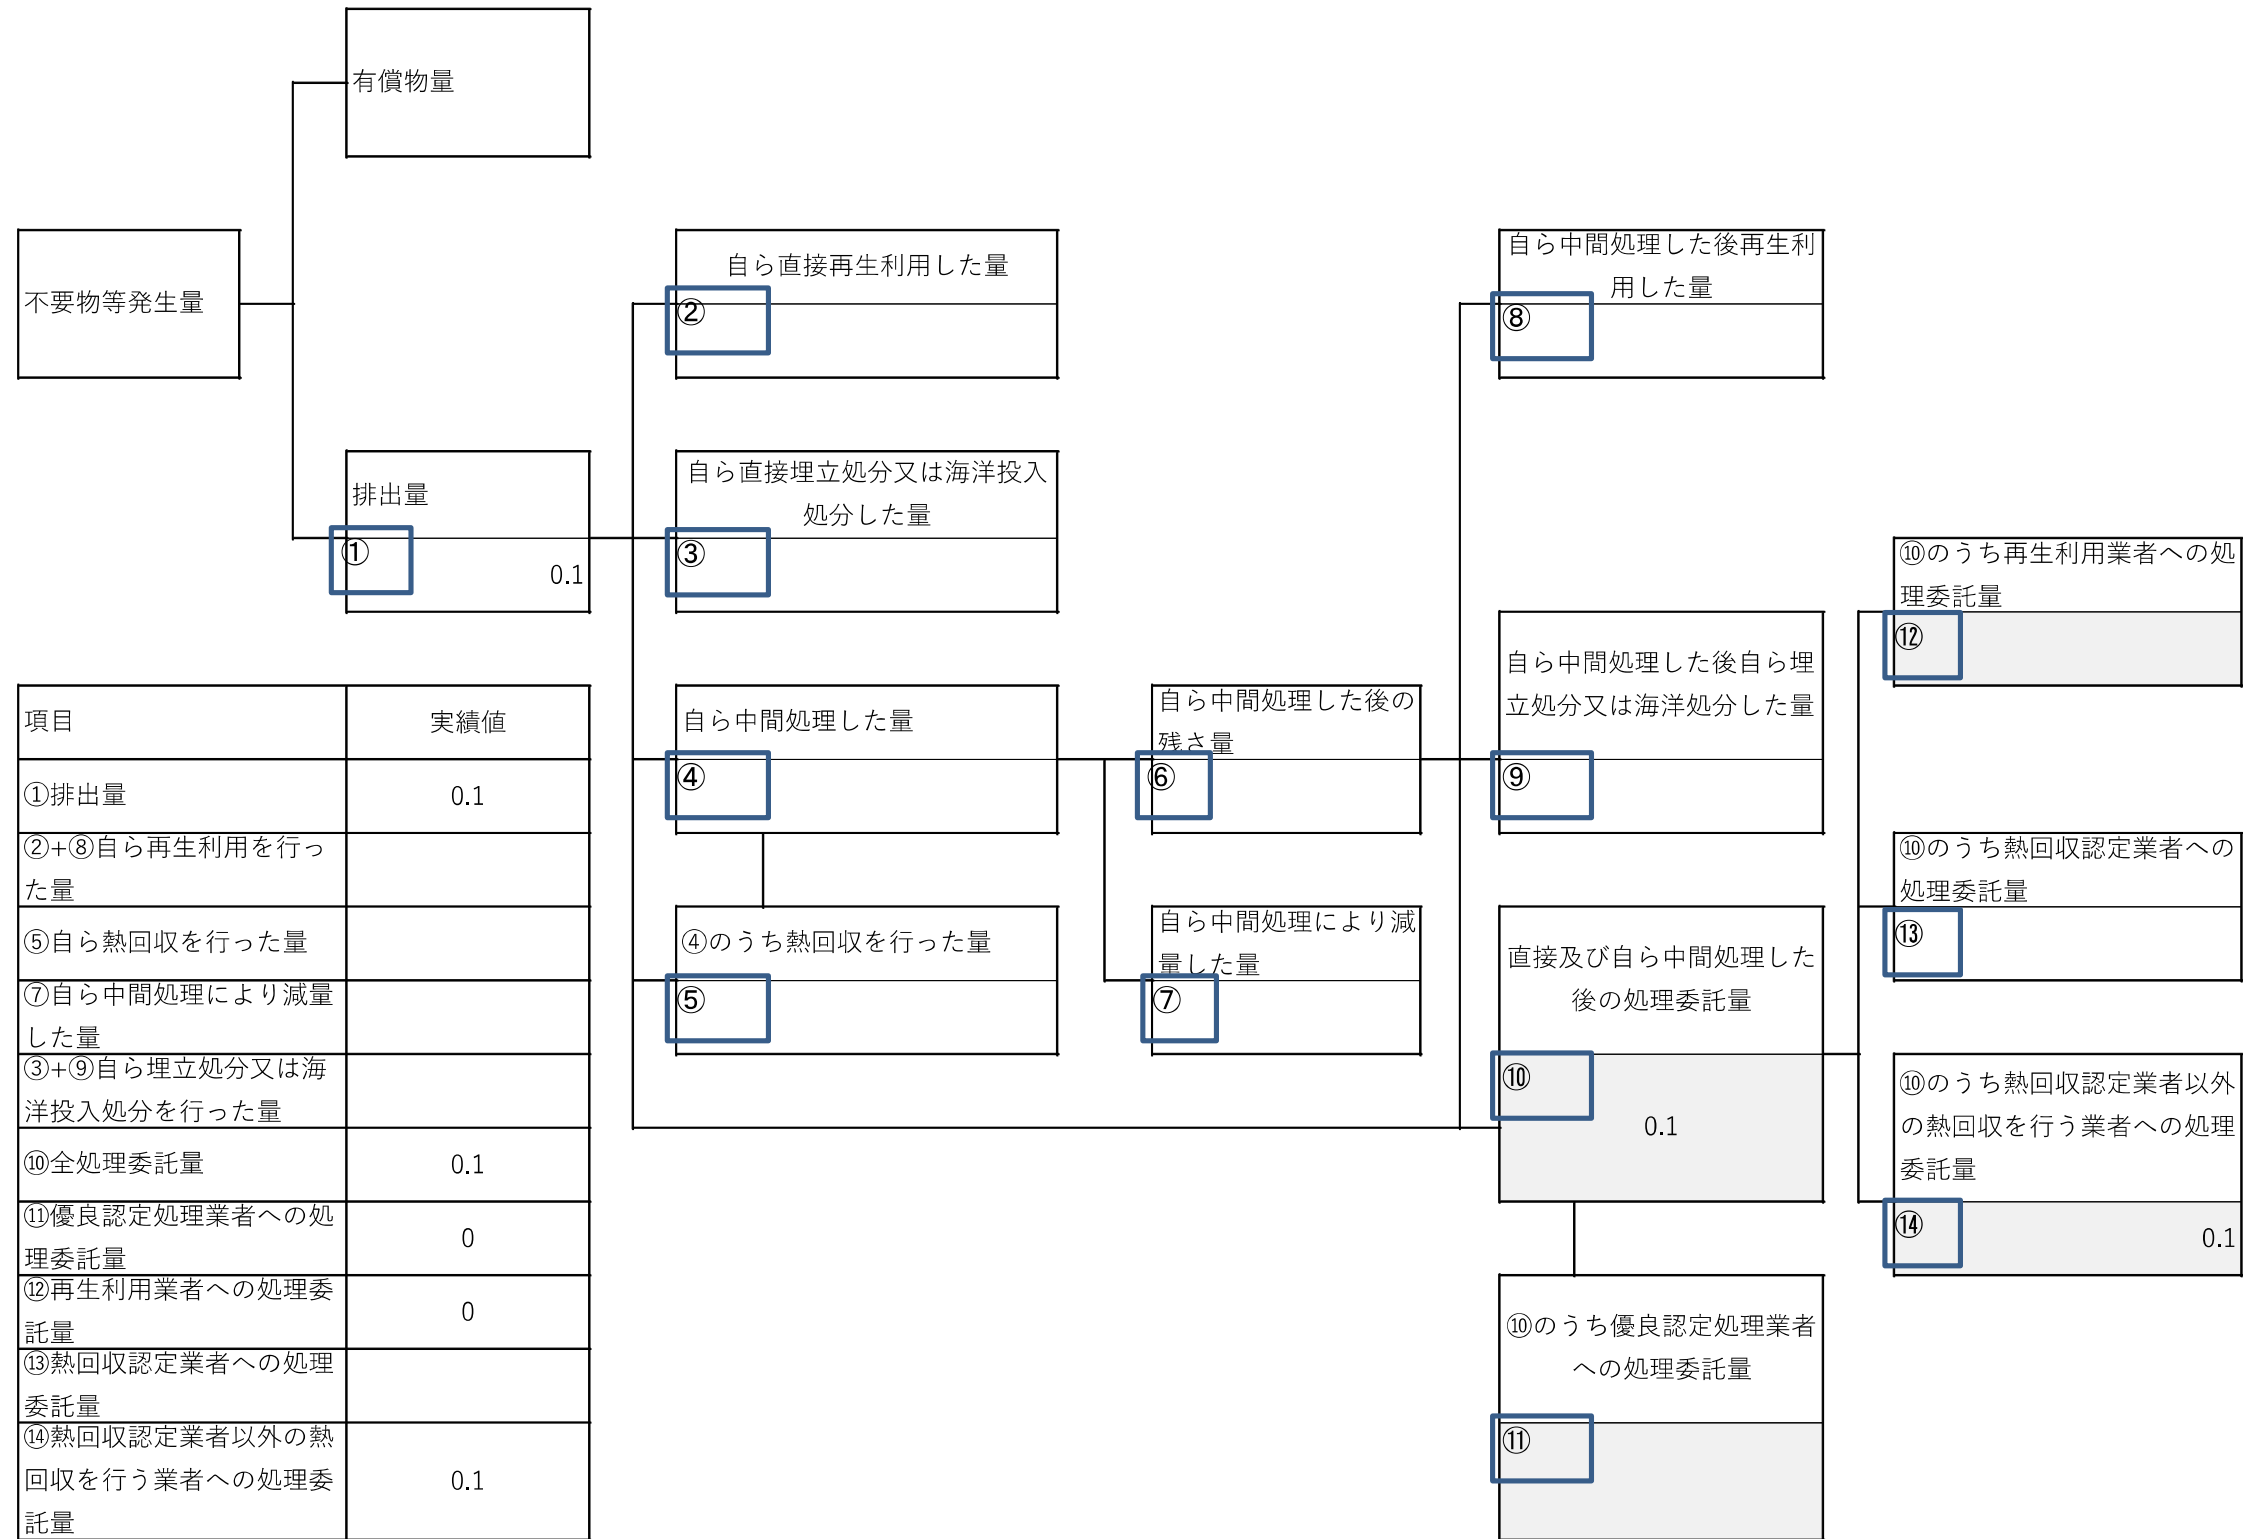 有償物量
不要物等発生量
自ら直接再生利用した量
②
自ら中間処理した後再生利
用した量
⑧
排出量
①
0.1
自ら直接埋立処分又は海洋投入
処分した量
③
⑩のうち再生利用業者への処
理委託量
⑫
自ら中間処理した量
④
自ら中間処理した後の
残さ量
⑥
自ら中間処理した後自ら埋
立処分又は海洋処分した量
⑨
⑩のうち熱回収認定業者への
処理委託量
⑬
④のうち熱回収を行った量
⑤
自ら中間処理により減
量した量
⑦
直接及び自ら中間処理した
後の処理委託量
⑩
0.1
⑩のうち熱回収認定業者以外
の熱回収を行う業者への処理
委託量
⑭
0.1
⑩のうち優良認定処理業者
への処理委託量
⑪
項目 実績値
①排出量 0.1
②+⑧自ら再生利用を行っ
た量
⑤自ら熱回収を行った量
⑦自ら中間処理により減量
した量
③+⑨自ら埋立処分又は海
洋投入処分を行った量
⑩全処理委託量 0.1
⑪優良認定処理業者への処
理委託量 0
⑫再生利用業者への処理委
託量 0
⑬熱回収認定業者への処理
委託量
⑭熱回収認定業者以外の熱
回収を行う業者への処理委 0.1
託量